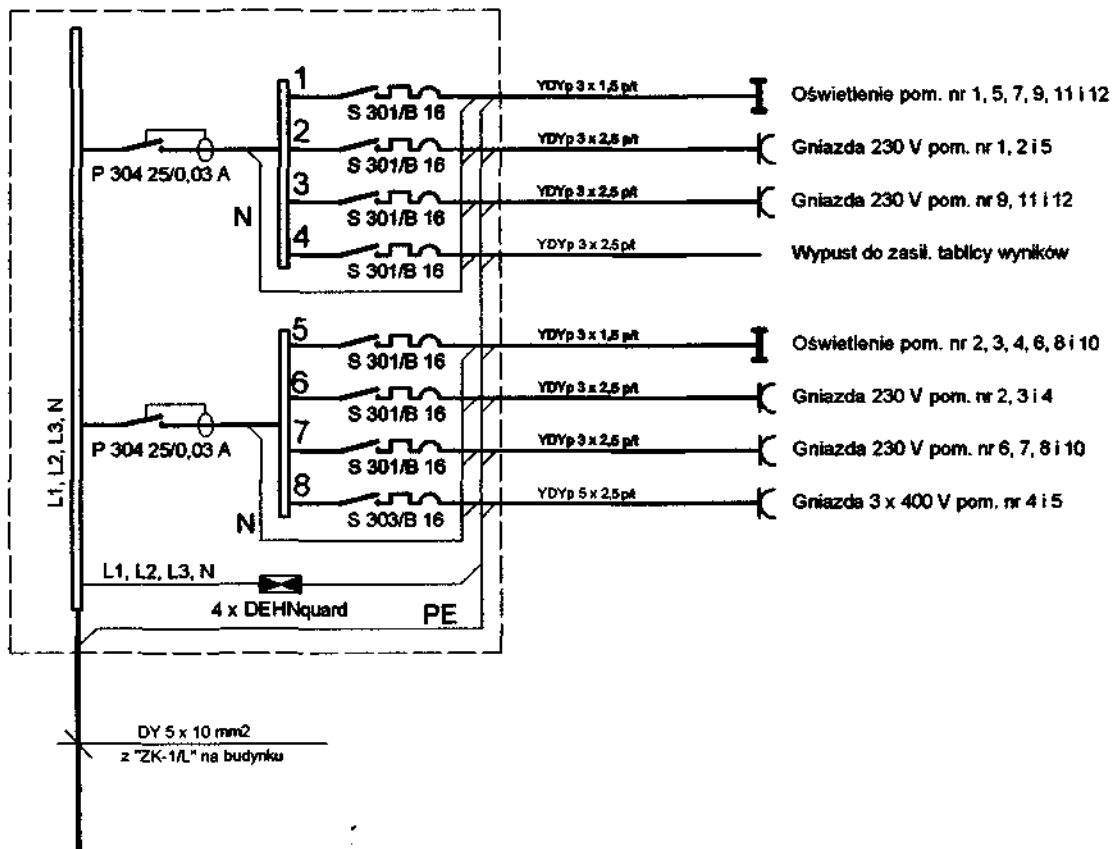 1
S 301/B 16
YDYp 3 x 1,5 p/t
Oświetlenie pom. nr 1, 5, 7, 9, 11 i 12
2
S 301/B 16
YDYp 3 x 2,5 p/t
Gniazda 230 V pom. nr 1, 2 i 5
P 304 25/0,03 A
3
S 301/B 16
YDYp 3 x 2,5 p/t
Gniazda 230 V pom. nr 9, 11 i 12
N
4
S 301/B 16
YDYp 3 x 2,5 p/t
Wypust do zasil. tablicy wyników
5
S 301/B 16
YDYp 3 x 1,5 p/t
Oświetlenie pom. nr 2, 3, 4, 6, 8 i 10
6
S 301/B 16
YDYp 3 x 2,5 p/t
Gniazda 230 V pom. nr 2, 3 i 4
P 304 25/0,03 A
7
S 301/B 16
YDYp 3 x 2,5 p/t
Gniazda 230 V pom. nr 6, 7, 8 i 10
L1, L2, L3, N
8
S 303/B 16
YDYp 5 x 2,5 p/t
Gniazda 3 x 400 V pom. nr 4 i 5
N
L1, L2, L3, N
4 x DEHNquard
PE
DY 5 x 10 mm2
z "ZK-1/L" na budynku